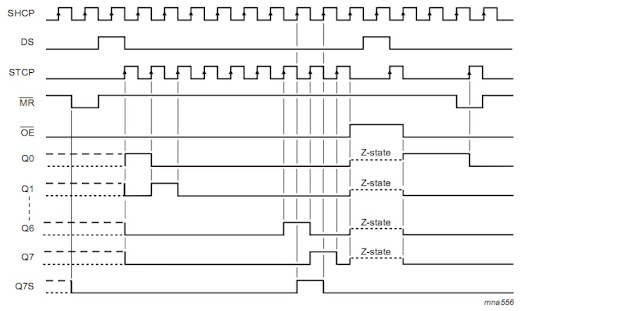 SHCP
DS
STCP
MR
OE
Q0
Z-state
Q1
Z-state
Q6
Z-state
Q7
Z-state
Q7S
mna556